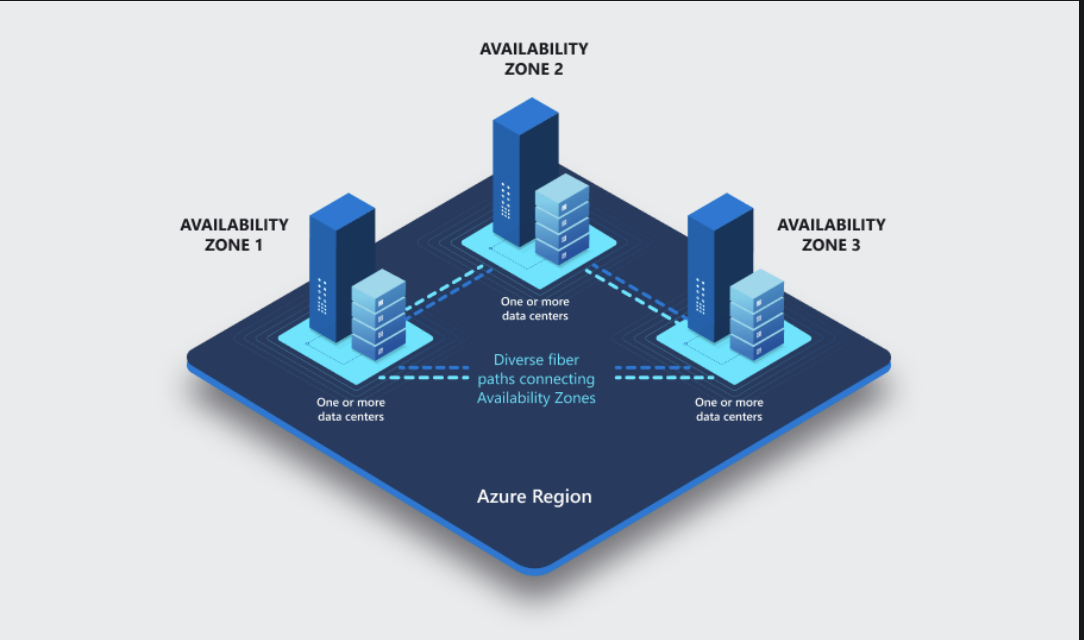 AVAILABILITY
ZONE 2
AVAILABILITY
ZONE 1
AVAILABILITY
ZONE 3
One or more
data centers
Diverse fiber
paths connecting
Availability Zones
One or more
data centers
One or more
data centers
Azure Region